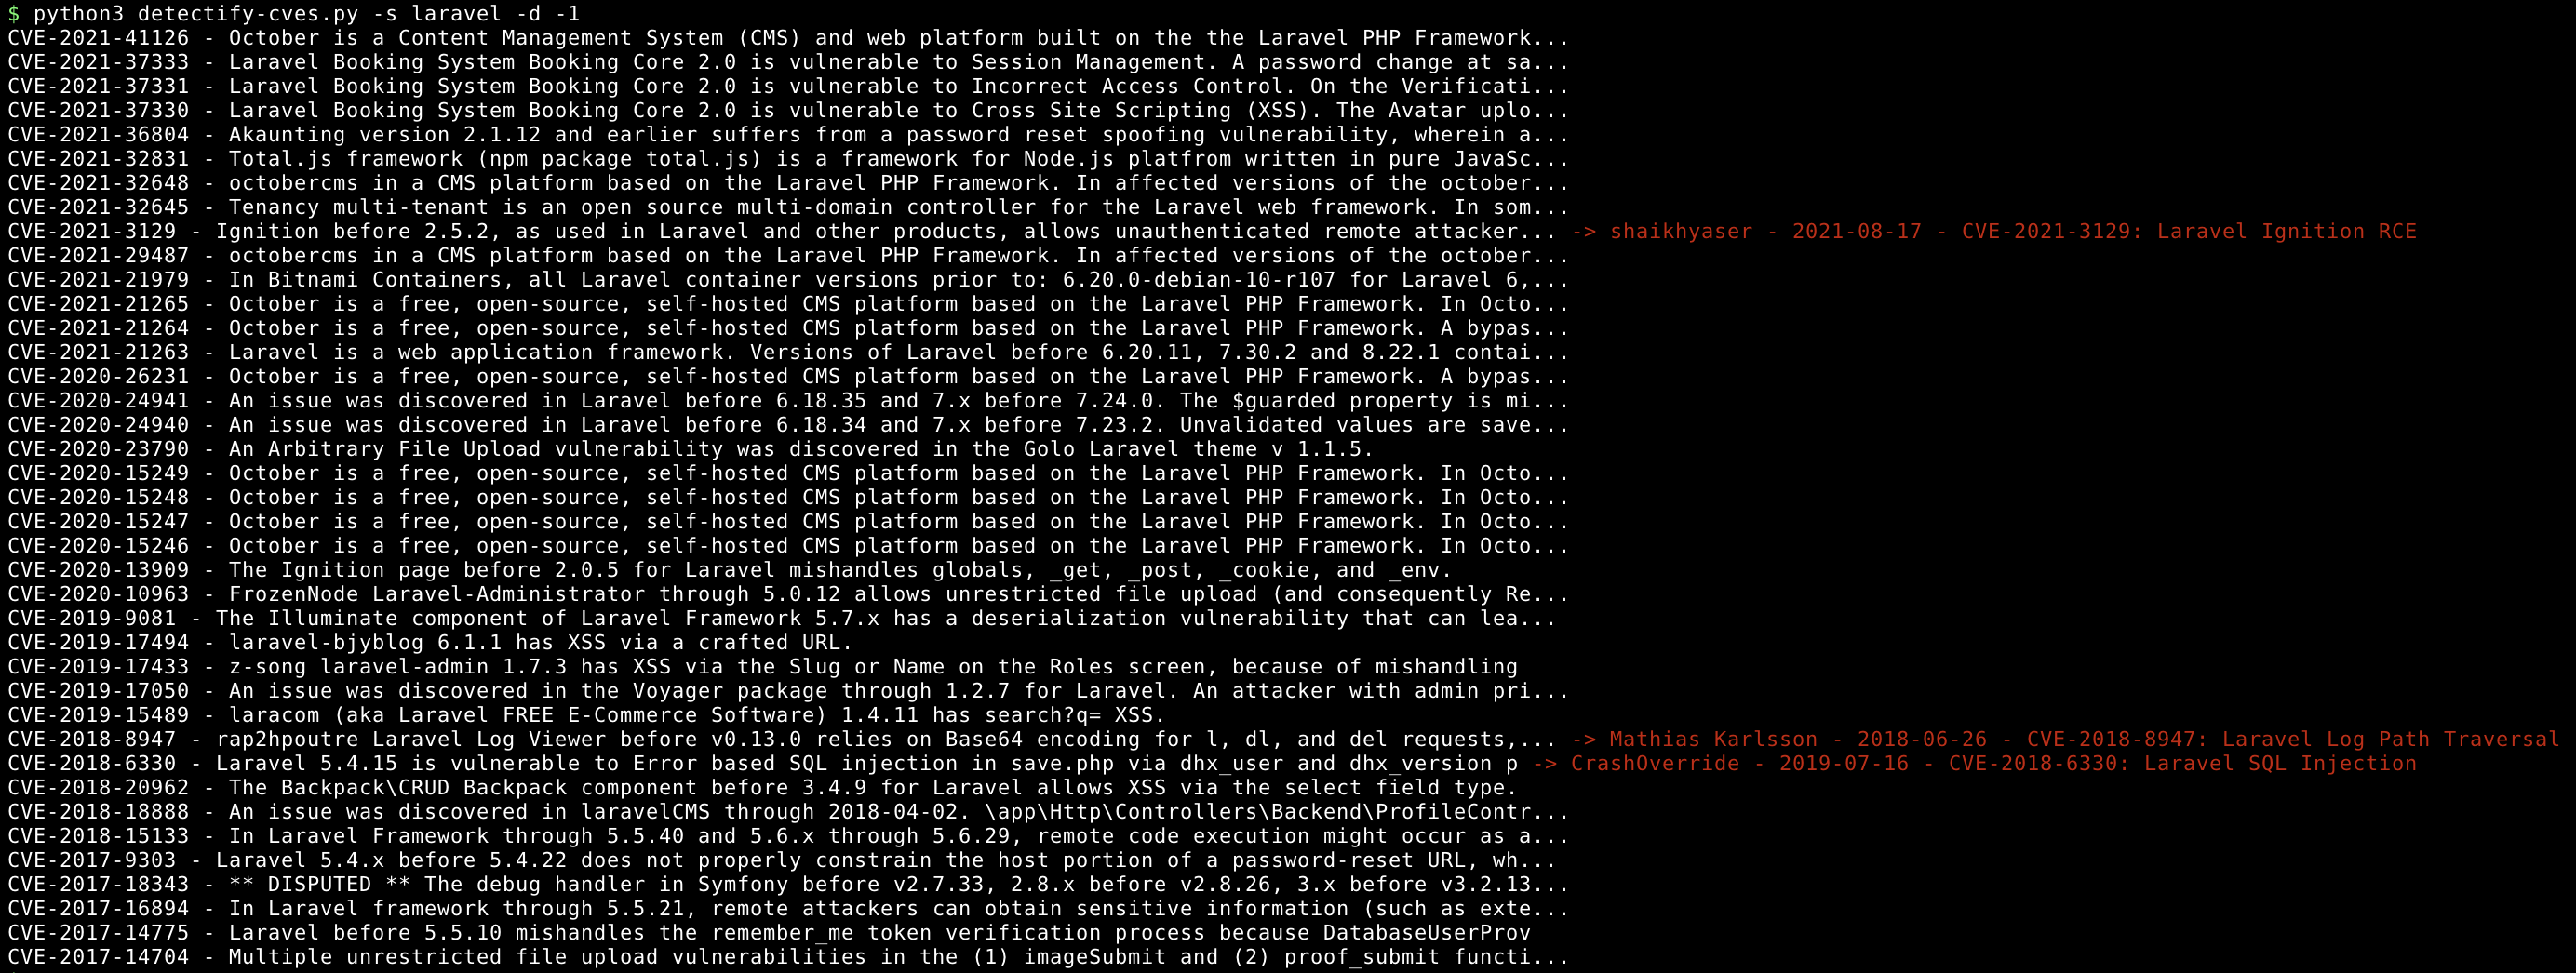 $ python3 detectify-cves.py -s laravel -d -1
CVE-2021-41126 - October is a Content Management System (CMS) and web platform built on the the Laravel PHP Framework...
CVE-2021-37333 - Laravel Booking System Booking Core 2.0 is vulnerable to Session Management. A password change at sa...
CVE-2021-37331 - Laravel Booking System Booking Core 2.0 is vulnerable to Incorrect Access Control. On the Verificati...
CVE-2021-37330 - Laravel Booking System Booking Core 2.0 is vulnerable to Cross Site Scripting (XSS). The Avatar uplo...
CVE-2021-36804 - Akaunting version 2.1.12 and earlier suffers from a password reset spoofing vulnerability, wherein a...
CVE-2021-32831 - Total.js framework (npm package total.js) is a framework for Node.js platfrom written in pure JavaSc...
CVE-2021-32648 - octobercms in a CMS platform based on the Laravel PHP Framework. In affected versions of the october...
CVE-2021-32645 - Tenancy multi-tenant is an open source multi-domain controller for the Laravel web framework. In som...
CVE-2021-3129 - Ignition before 2.5.2, as used in Laravel and other products, allows unauthenticated remote attacker... -> shaikhyaser - 2021-08-17 - CVE-2021-3129: Laravel Ignition RCE
CVE-2021-29487 - octobercms in a CMS platform based on the Laravel PHP Framework. In affected versions of the october...
CVE-2021-21979 - In Bitnami Containers, all Laravel container versions prior to: 6.20.0-debian-10-r107 for Laravel 6,...
CVE-2021-21265 - October is a free, open-source, self-hosted CMS platform based on the Laravel PHP Framework. In Octo...
CVE-2021-21264 - October is a free, open-source, self-hosted CMS platform based on the Laravel PHP Framework. A bypas...
CVE-2021-21263 - Laravel is a web application framework. Versions of Laravel before 6.20.11, 7.30.2 and 8.22.1 contai...
CVE-2020-26231 - October is a free, open-source, self-hosted CMS platform based on the Laravel PHP Framework. A bypas...
CVE-2020-24941 - An issue was discovered in Laravel before 6.18.35 and 7.x before 7.24.0. The $guarded property is mi...
CVE-2020-24940 - An issue was discovered in Laravel before 6.18.34 and 7.x before 7.23.2. Unvalidated values are save...
CVE-2020-23790 - An Arbitrary File Upload vulnerability was discovered in the Golo Laravel theme v 1.1.5.
CVE-2020-15249 - October is a free, open-source, self-hosted CMS platform based on the Laravel PHP Framework. In Octo...
CVE-2020-15248 - October is a free, open-source, self-hosted CMS platform based on the Laravel PHP Framework. In Octo...
CVE-2020-15247 - October is a free, open-source, self-hosted CMS platform based on the Laravel PHP Framework. In Octo...
CVE-2020-15246 - October is a free, open-source, self-hosted CMS platform based on the Laravel PHP Framework. In Octo...
CVE-2020-13909 - The Ignition page before 2.0.5 for Laravel mishandles globals, _get, _post, _cookie, and _env.
CVE-2020-10963 - FrozenNode Laravel-Administrator through 5.0.12 allows unrestricted file upload (and consequently Re...
CVE-2019-9081 - The Illuminate component of Laravel Framework 5.7.x has a deserialization vulnerability that can lea...
CVE-2019-17494 - laravel-bjyblog 6.1.1 has XSS via a crafted URL.
CVE-2019-17433 - z-song laravel-admin 1.7.3 has XSS via the Slug or Name on the Roles screen, because of mishandling
CVE-2019-17050 - An issue was discovered in the Voyager package through 1.2.7 for Laravel. An attacker with admin pri...
CVE-2019-15489 - laracom (aka Laravel FREE E-Commerce Software) 1.4.11 has search?q= XSS.
CVE-2018-8947 - rap2hpoutre Laravel Log Viewer before v0.13.0 relies on Base64 encoding for l, dl, and del requests,... -> Mathias Karlsson - 2018-06-26 - CVE-2018-8947: Laravel Log Path Traversal
CVE-2018-6330 - Laravel 5.4.15 is vulnerable to Error based SQL injection in save.php via dhx_user and dhx_version p -> CrashOverride - 2019-07-16 - CVE-2018-6330: Laravel SQL Injection
CVE-2018-20962 - The Backpack\CRUD Backpack component before 3.4.9 for Laravel allows XSS via the select field type.
CVE-2018-18888 - An issue was discovered in laravelCMS through 2018-04-02. \app\Http\Controllers\Backend\ProfileContr...
CVE-2018-15133 - In Laravel Framework through 5.5.40 and 5.6.x through 5.6.29, remote code execution might occur as a...
CVE-2017-9303 - Laravel 5.4.x before 5.4.22 does not properly constrain the host portion of a password-reset URL, wh...
CVE-2017-18343 - ** DISPUTED ** The debug handler in Symfony before v2.7.33, 2.8.x before v2.8.26, 3.x before v3.2.13...
CVE-2017-16894 - In Laravel framework through 5.5.21, remote attackers can obtain sensitive information (such as exte...
CVE-2017-14775 - Laravel before 5.5.10 mishandles the remember_me token verification process because DatabaseUserProv
CVE-2017-14704 - Multiple unrestricted file upload vulnerabilities in the (1) imageSubmit and (2) proof_submit functi...